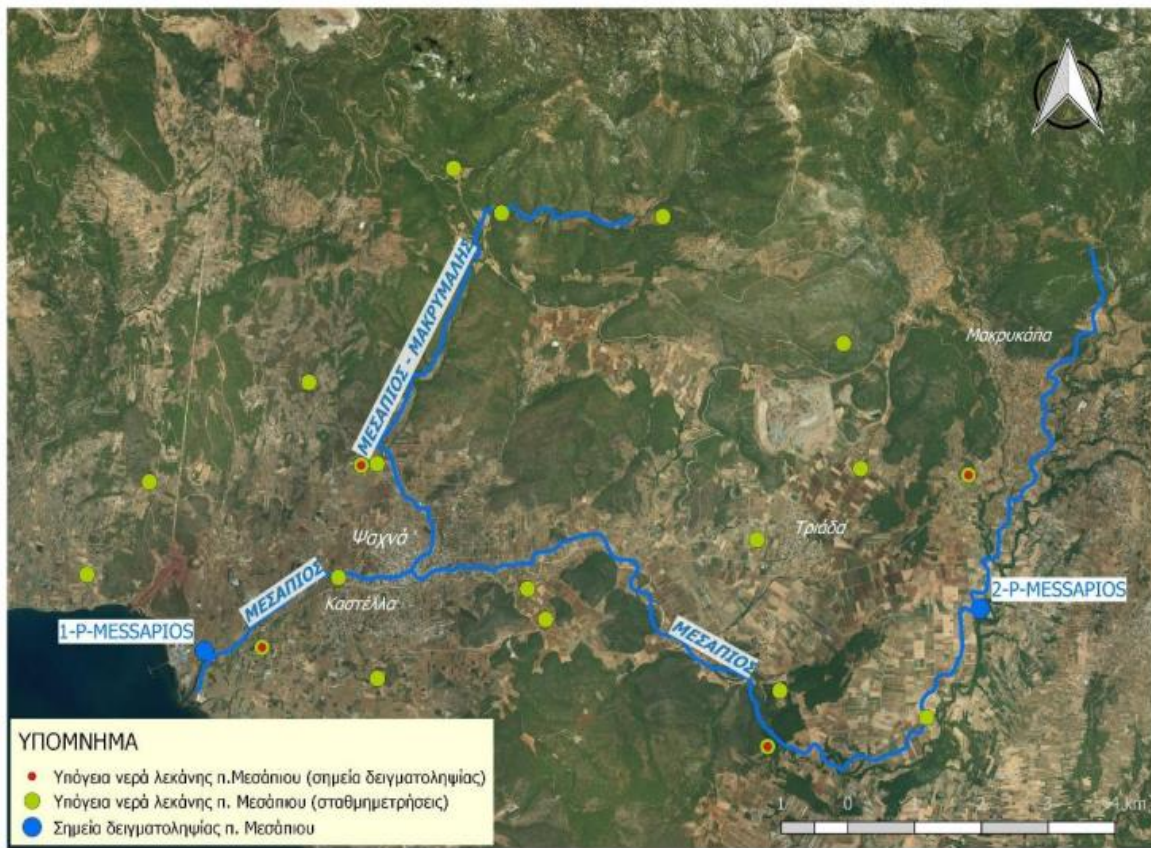 ΜΕΣΑΠΙΟΣ - ΜΑΚΡΥΜΑΛΗΣ
Μακρυκάπα
Ψαχνά
Τριάδα
ΜΕΣΑΠΙΟΣ
Καστέλλα
2-P-MESSAPIOS
1-P-MESSAPIOS
ΜΕΣΑΠΙΟΣ
ΥΠΟΜΝΗΜΑ
Υπόγεια νερά λεκάνης π.Μεσάπιου (σημεία δειγματοληψίας)
Υπόγεια νερά λεκάνης π. Μεσάπιου (σταθμημετρήσεις)
Σημεία δειγματοληψίας π. Μεσάπιου
1 0 1 2 3 4 km